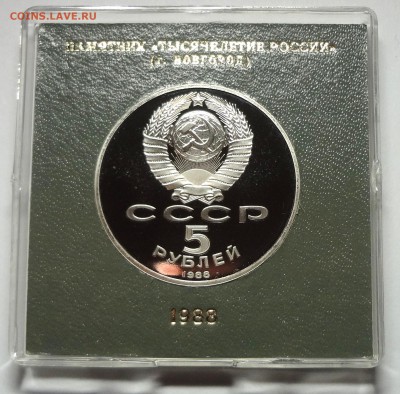 COINS.LAVE.RU
ПАМЯТНИК «ТЫСЯЧЕЛЕТИЕ РОССИИ»
(г. НОВГОРОД)
СССР
5
РУБЛЕЙ
1988
1988